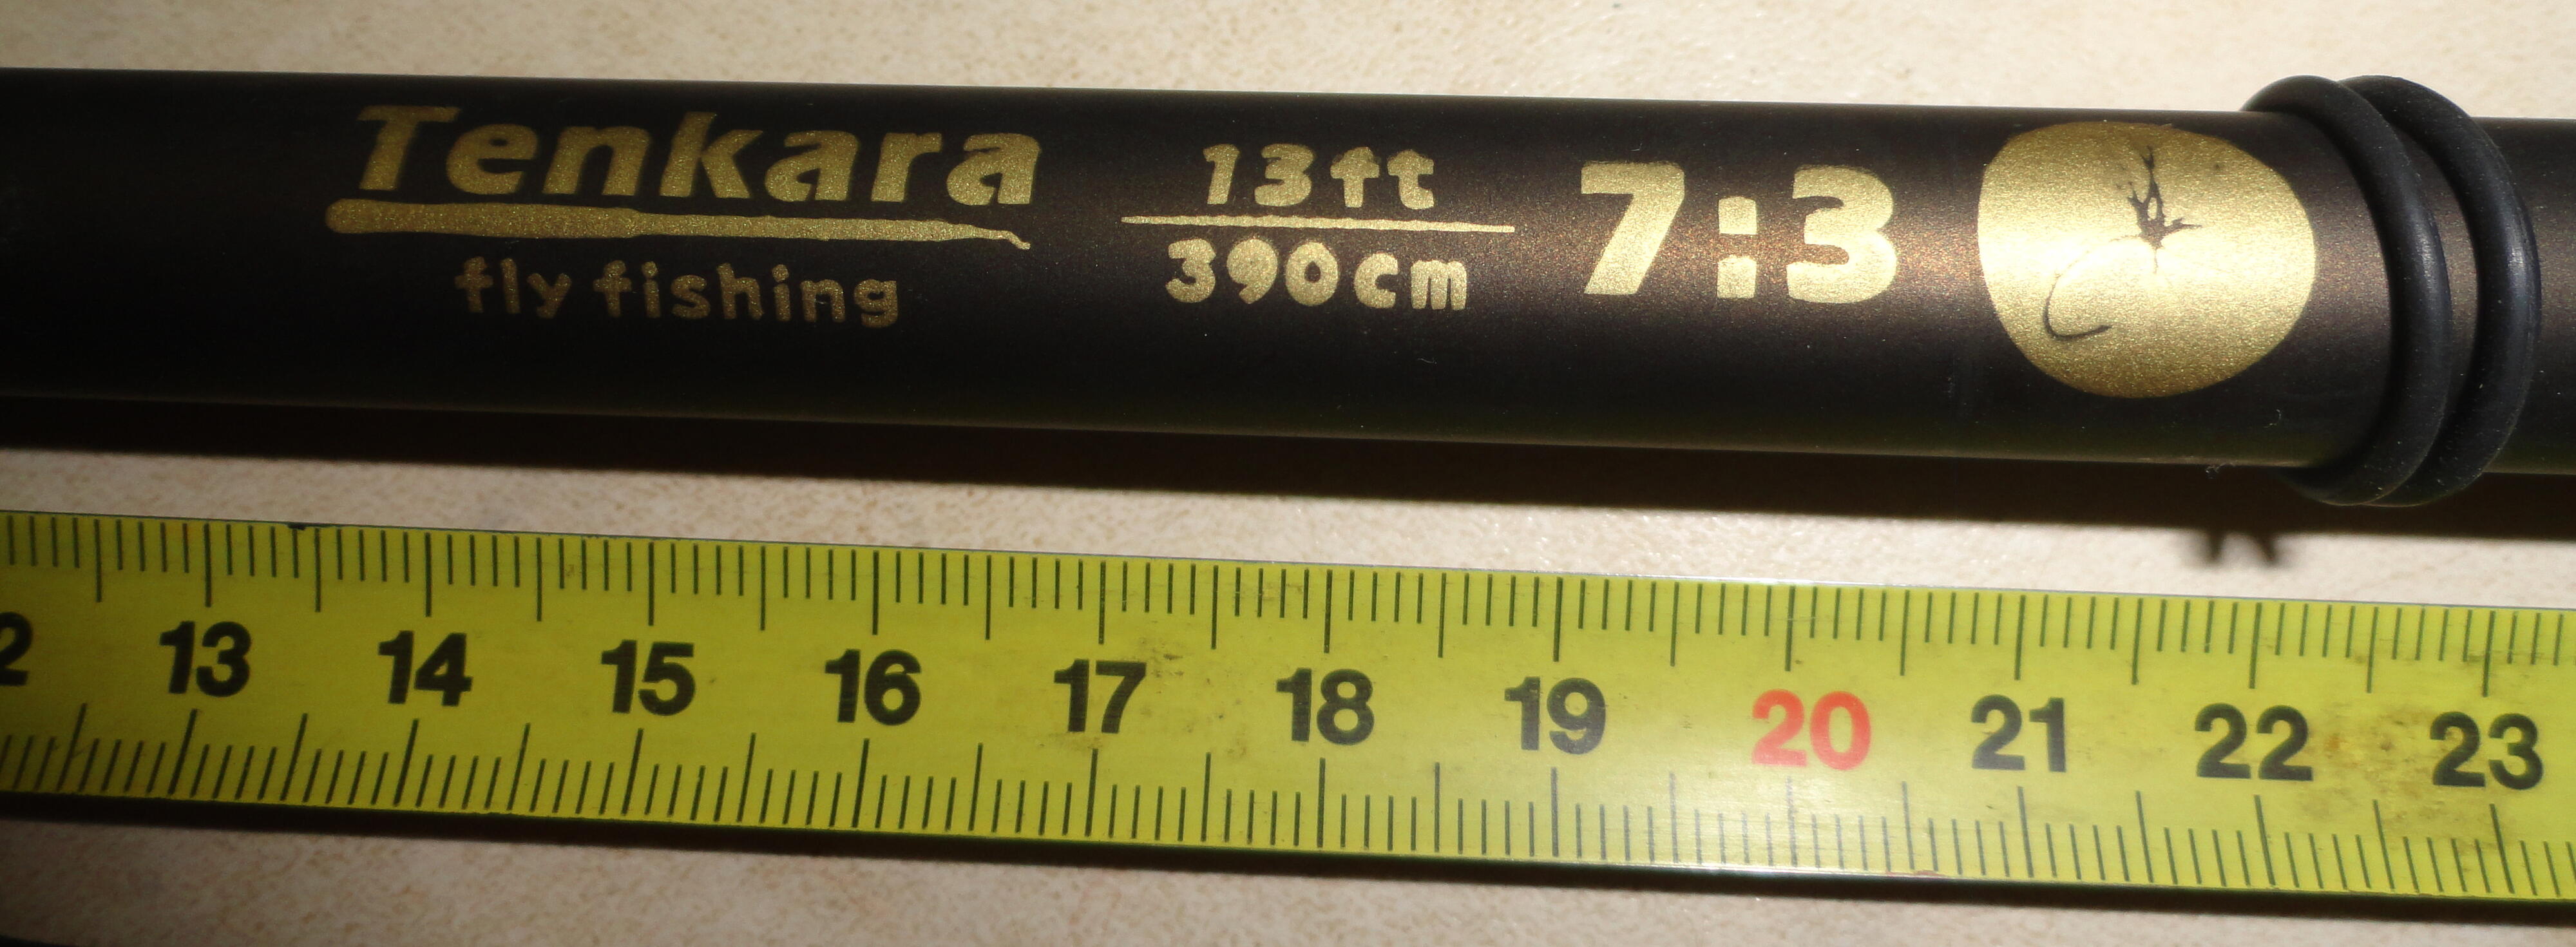 Tenkara
fly fishing
13ft
390cm
7:3
13 14 15 16 17 18 19 20 21 22 23